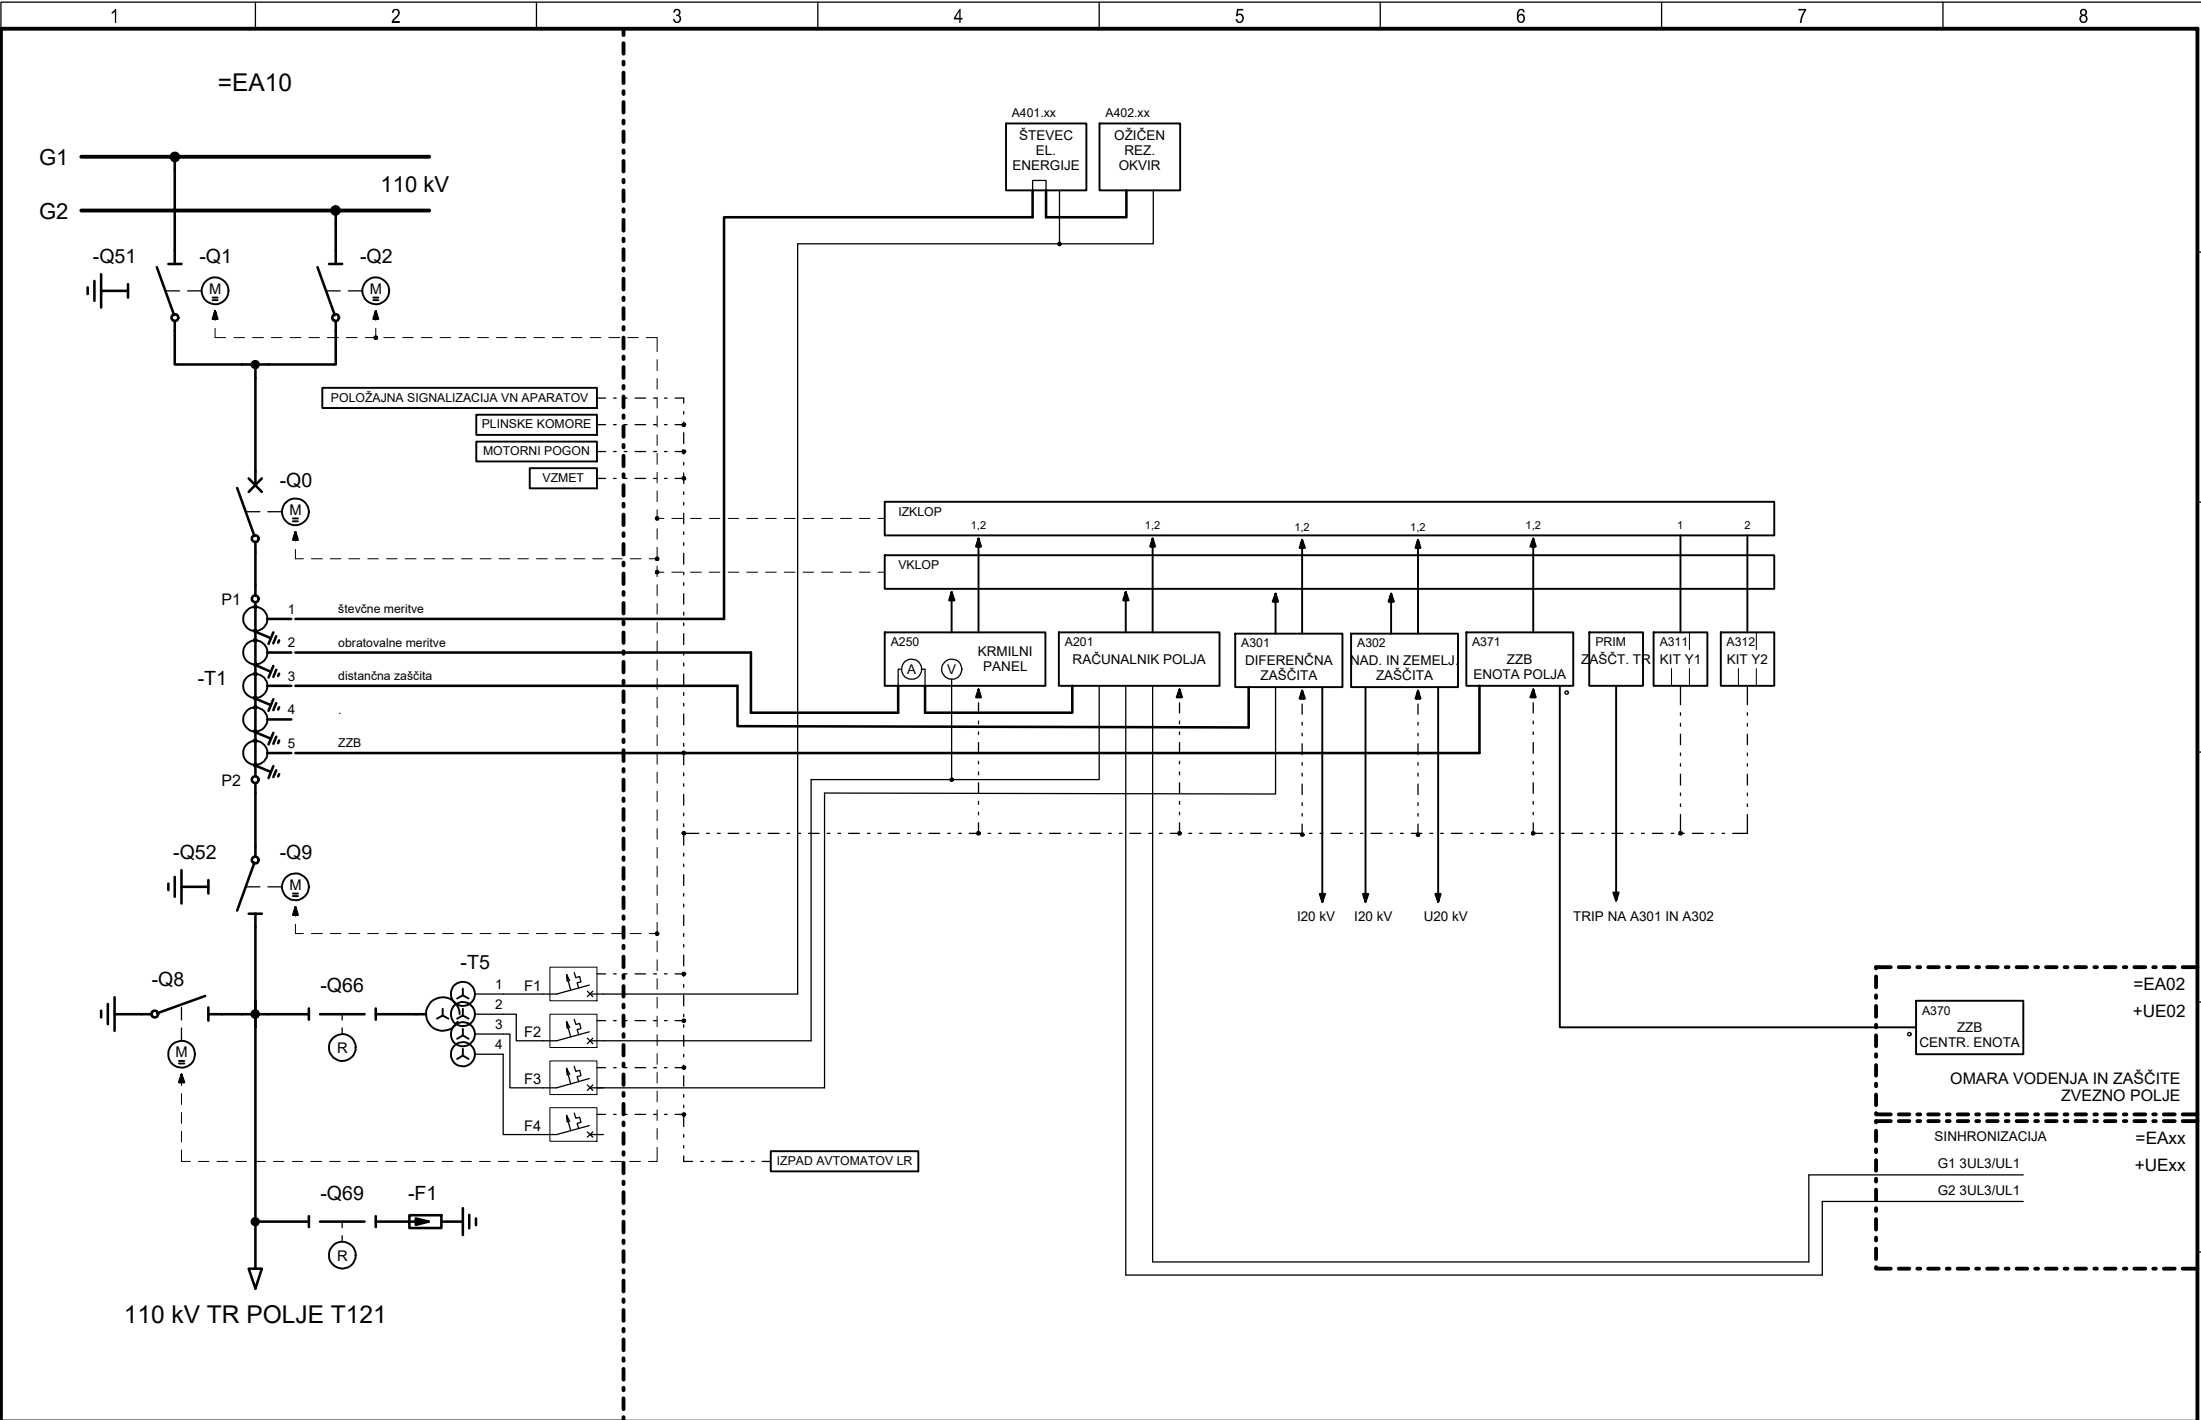 1 2 3 4 5 6 7 8
=EA10
G1
110 kV
G2
-Q51 -Q1 -Q2
M M
A401.xx
ŠTEVEC
EL.
ENERGIJE
A402.xx
OŽIČEN
REZ.
OKVIR
POLOŽAJNA SIGNALIZACIJA VN APARATOV
PLINSKE KOMORE
MOTORNI POGON
VZMET
-Q0
M
IZKLOP
1,2 1,2 1,2 1,2 1,2 1 2
VKLOP
P1
1 števčne meritve
2 obratovalne meritve
-T1
3 distančna zaščita
4 .
5 ZZB
P2
A250
A V
KRMILNI
PANEL
A201
RAČUNALNIK POLJA
A301
DIFERENČNA
ZAŠČITA
A302
NAD. IN ZEMELJ.
ZAŠČITA
A371
ZZB
ENOTA POLJA
PRIM
ZAŠČT. TR
A311
KIT Y1
A312
KIT Y2
-Q52 -Q9
M
I20 kV I20 kV U20 kV TRIP NA A301 IN A302
-Q8
M
-Q66
R
-T5
1 F1
2 F2
3 F3
4 F4
IZPAD AVTOMATOV LR
=EA02
+UE02
A370
ZZB
CENTR. ENOTA
OMARA VODENJA IN ZAŠČITE
ZVEZNO POLJE
SINHRONIZACIJA =EAxx
G1 3UL3/UL1 +UExx
G2 3UL3/UL1
-Q69 -F1
R
110 kV TR POLJE T121